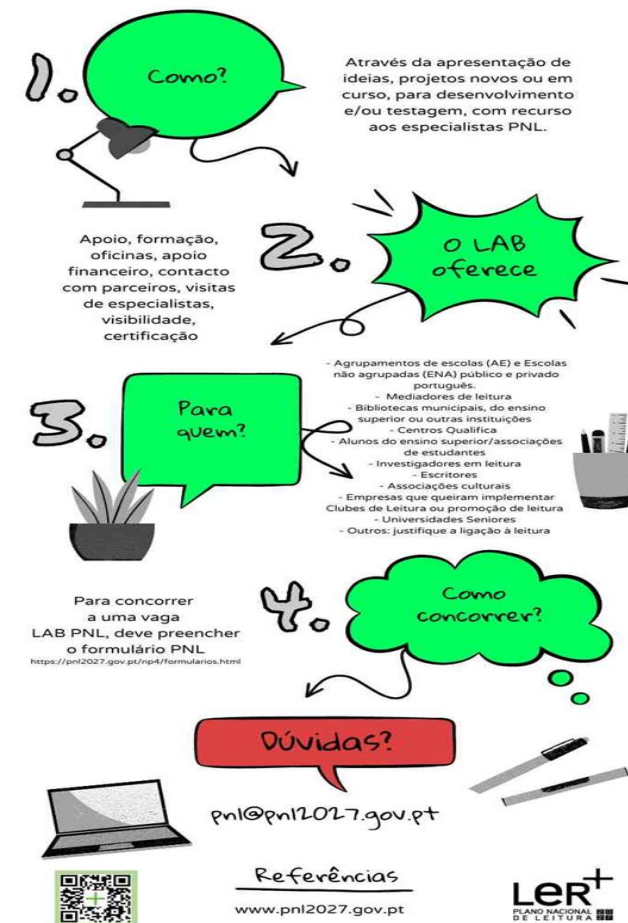 1.
Como?
Através da apresentação de
ideias, projetos novos ou em
curso, para desenvolvimento
e/ou testagem, com recurso
aos especialistas PNL.
2.
O LAB
oferece
Apoio, formação,
oficinas, apoio
financeiro, contacto
com parceiros, visitas
de especialistas,
visibilidade,
certificação
3.
Para
quem?
- Agrupamentos de escolas (AE) e Escolas
não agrupadas (ENA) público e privado
português.
- Mediadores de leitura
- Bibliotecas municipais, do ensino
superior ou outras instituições
- Centros Qualifica
- Alunos do ensino superior/associações
de estudantes
- Investigadores em leitura
- Escritores
- Associações culturais
- Empresas que queiram implementar
Clubes de Leitura ou promoção de leitura
- Universidades Seniores
- Outros: justifique a ligação à leitura
4.
Como
concorrer?
Para concorrer
a uma vaga
LAB PNL, deve preencher
o formulário PNL
https://pnl2027.gov.pt/np4/formularios.html
Dúvidas?
pnl@pnl2027.gov.pt
Referências
www.pnl2027.gov.pt
LeR+
PLANO NACIONAL
DE LEITURA